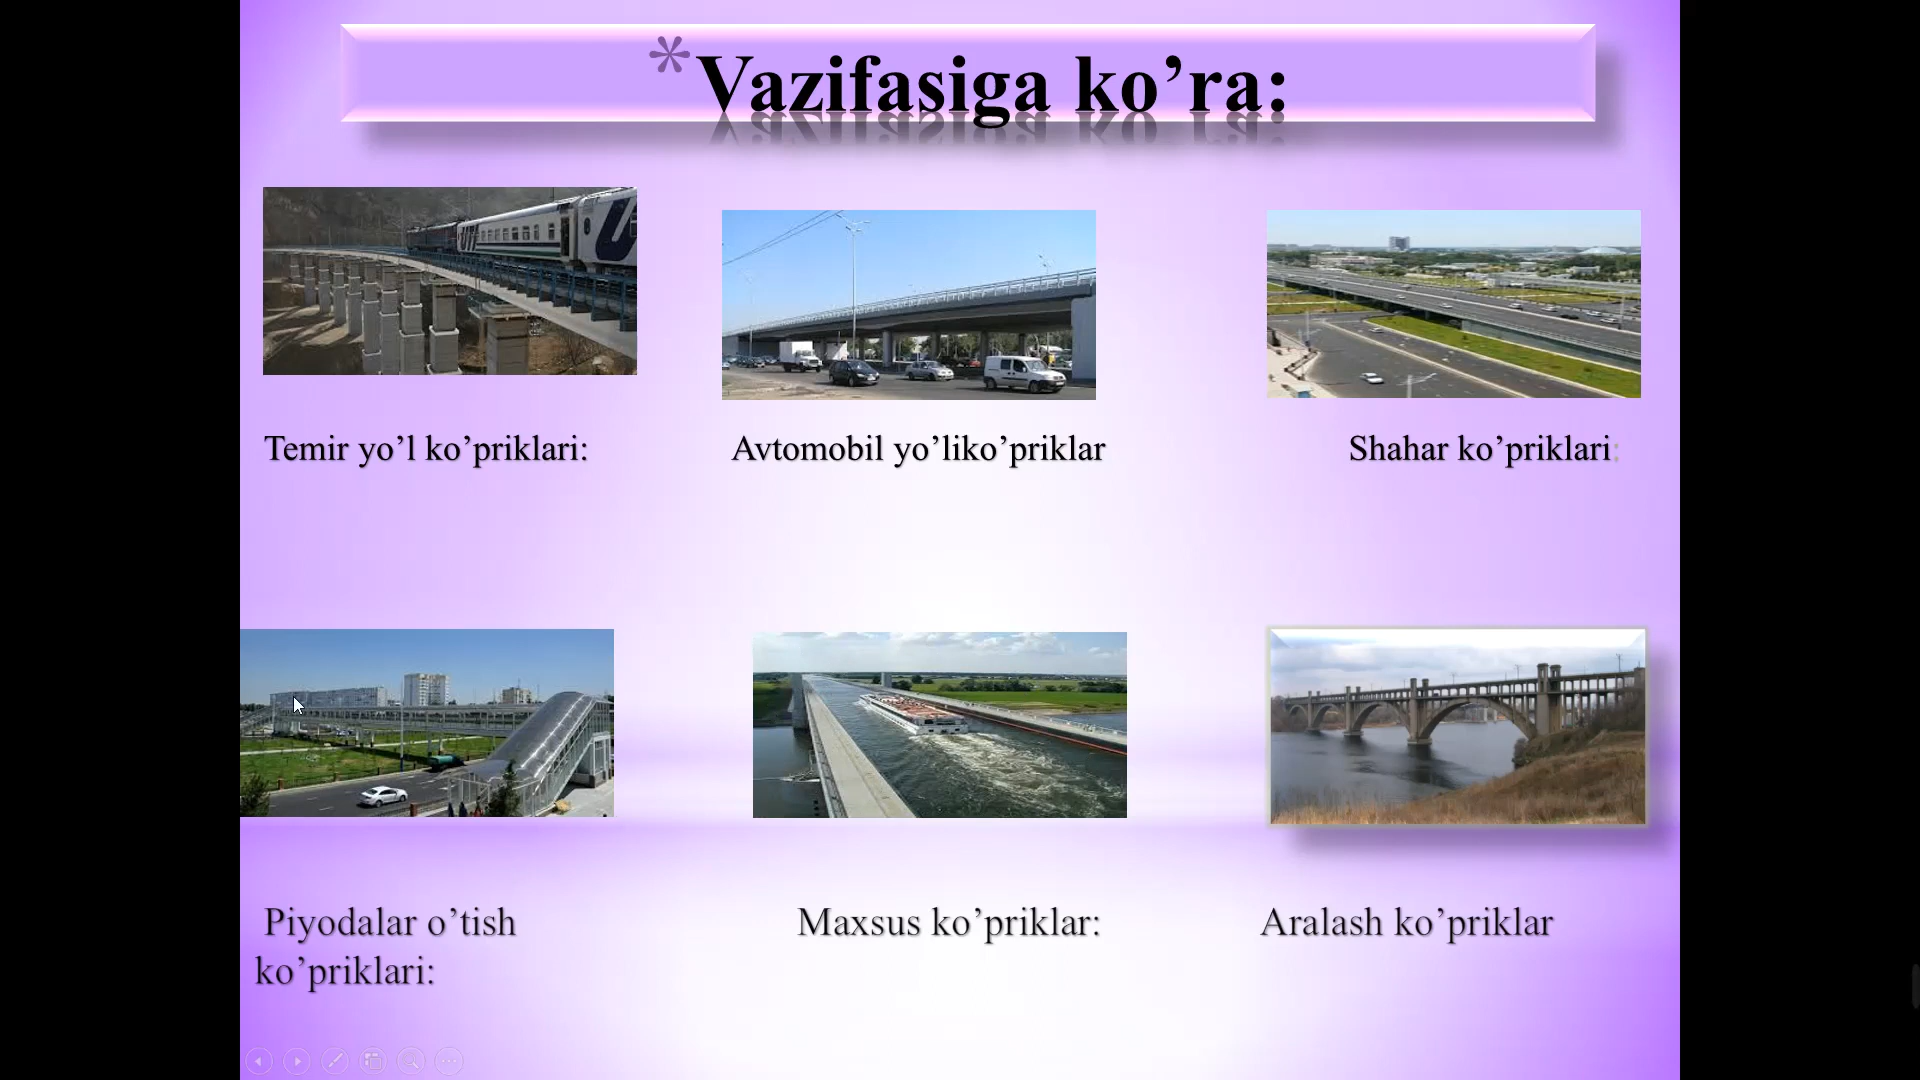 * Vazifasiga ko’ra:
Temir yo’l ko’priklari:
Avtomobil yo’liko’priklar
Shahar ko’priklari:
Piyodalar o’tish
ko’priklari:
Maxsus ko’priklar:
Aralash ko’priklar